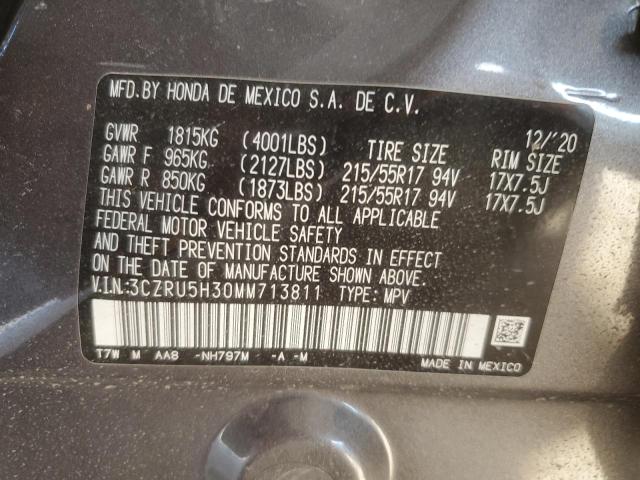 MFD. BY HONDA DE MEXICO S.A. DE C.V.
12/'20
GVWR 1815KG (4001LBS) TIRE SIZE RIM SIZE
GAWR F 965KG (2127LBS) 215/55R17 94V 17X7.5J
GAWR R 850KG (1873LBS) 215/55R17 94V 17X7.5J
THIS VEHICLE CONFORMS TO ALL APPLICABLE
FEDERAL MOTOR VEHICLE SAFETY
AND THEFT PREVENTION STANDARDS IN EFFECT
ON THE DATE OF MANUFACTURE SHOWN ABOVE.
V.I.N.:3CZRU5H30MM713811 TYPE: MPV
T7W M AA8 -NH797M -A -M
MADE IN MEXICO